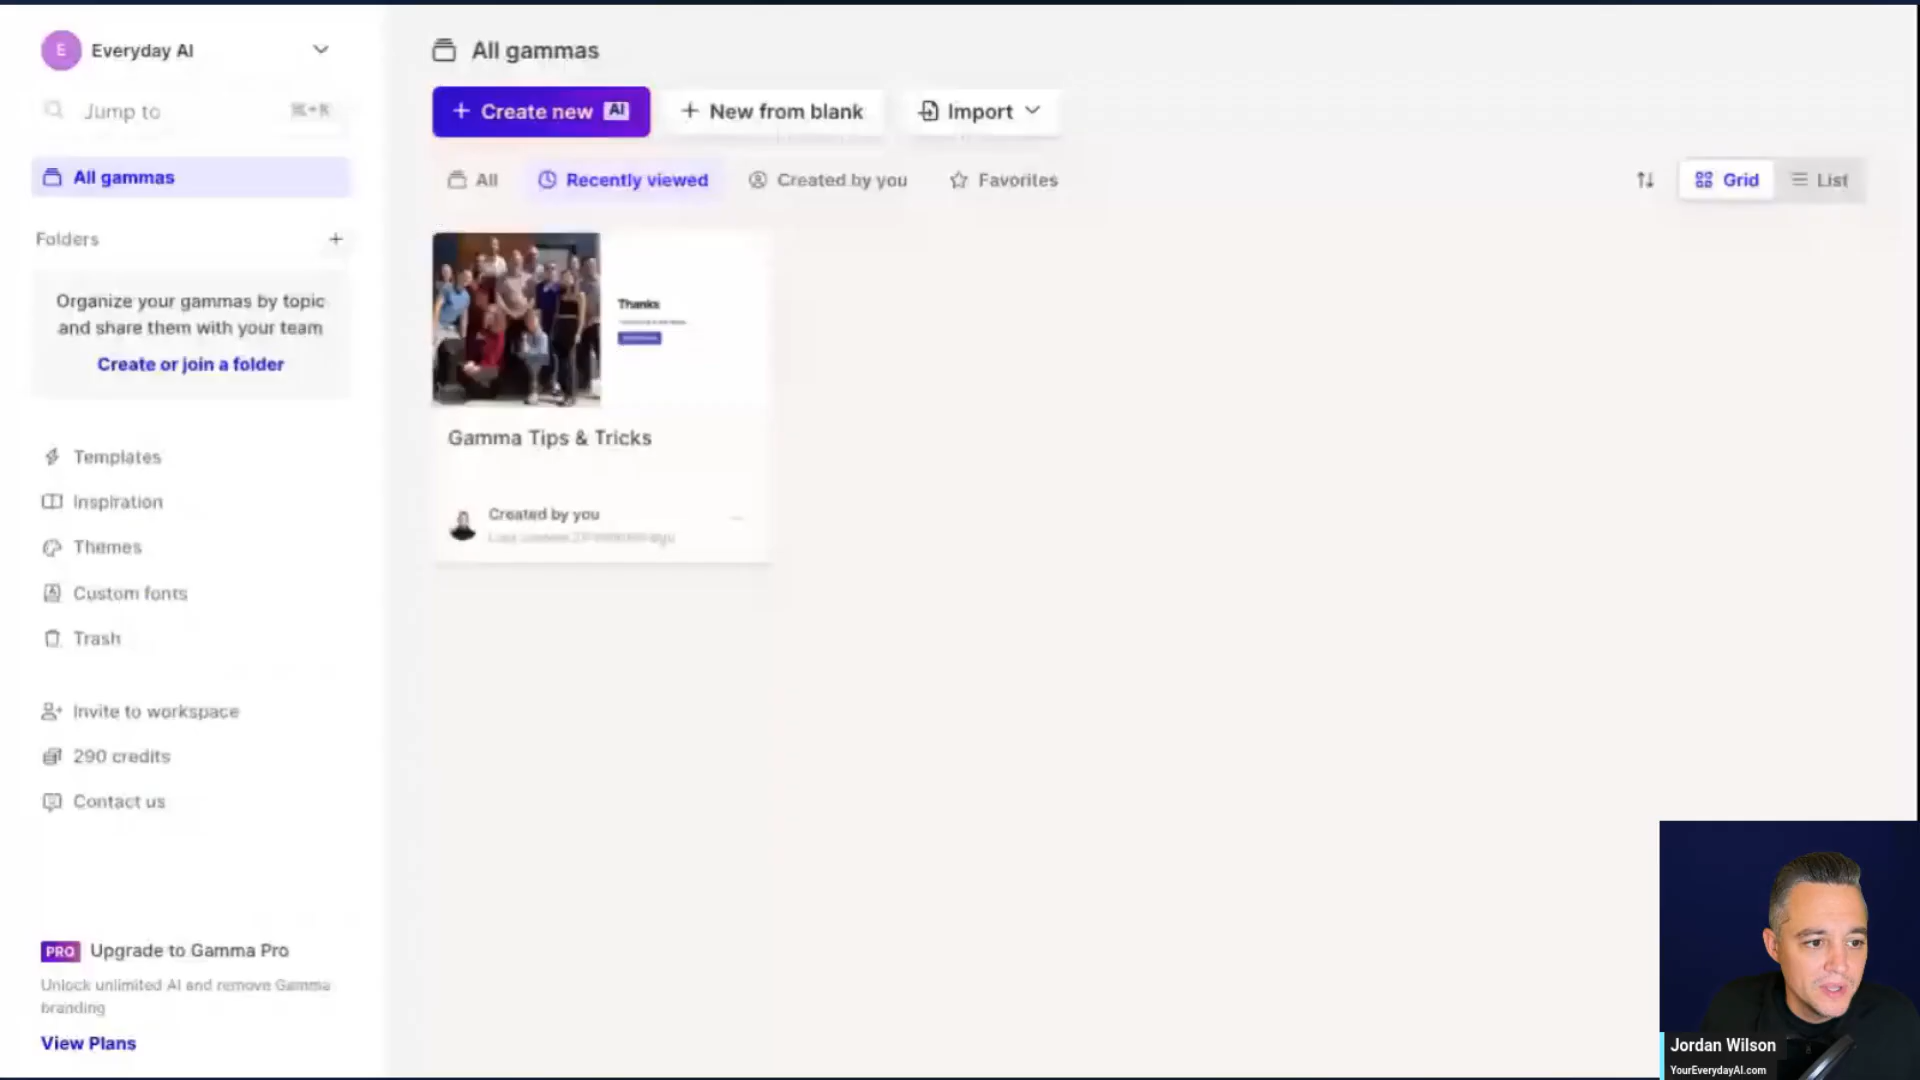 E Everyday AI
Jump to ⌘+K
All gammas
Folders +
Organize your gammas by topic
and share them with your team
Create or join a folder
Templates
Inspiration
Themes
Custom fonts
Trash
Invite to workspace
290 credits
Contact us
PRO Upgrade to Gamma Pro
Unlock unlimited AI and remove Gamma
branding
View Plans
All gammas
+ Create new AI
+ New from blank
Import
All
Recently viewed
Created by you
Favorites
Grid
List
Thanks
Gamma Tips & Tricks
Created by you
Jordan Wilson
YourEverydayAI.com